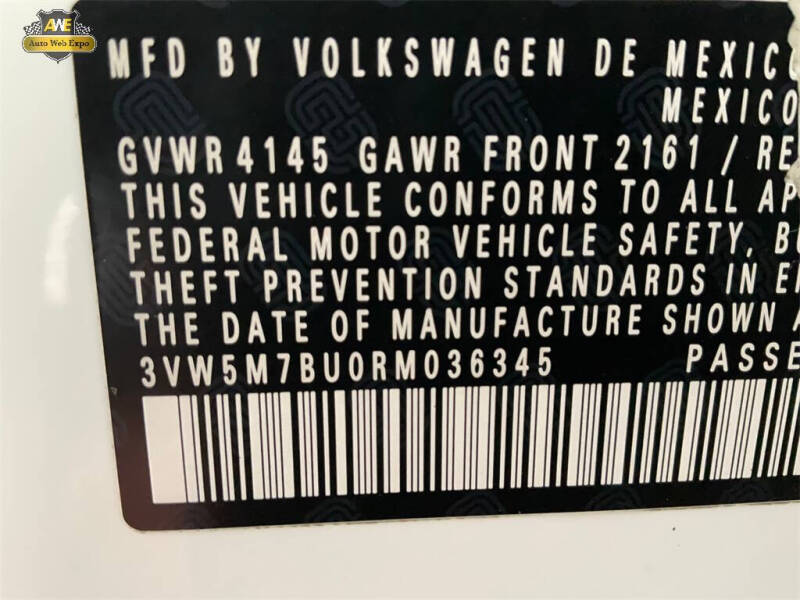 AWE
Auto Web Expo
MFD BY VOLKSWAGEN DE MEXICO
MEXICO
GVWR 4145 GAWR FRONT 2161 / RE
THIS VEHICLE CONFORMS TO ALL AP
FEDERAL MOTOR VEHICLE SAFETY, B
THEFT PREVENTION STANDARDS IN E
THE DATE OF MANUFACTURE SHOWN A
3VW5M7BU0RM036345 PASSE